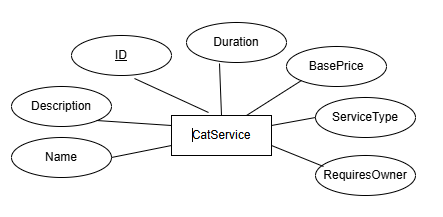 Duration
ID
BasePrice
Description
ServiceType
CatService
Name
RequiresOwner